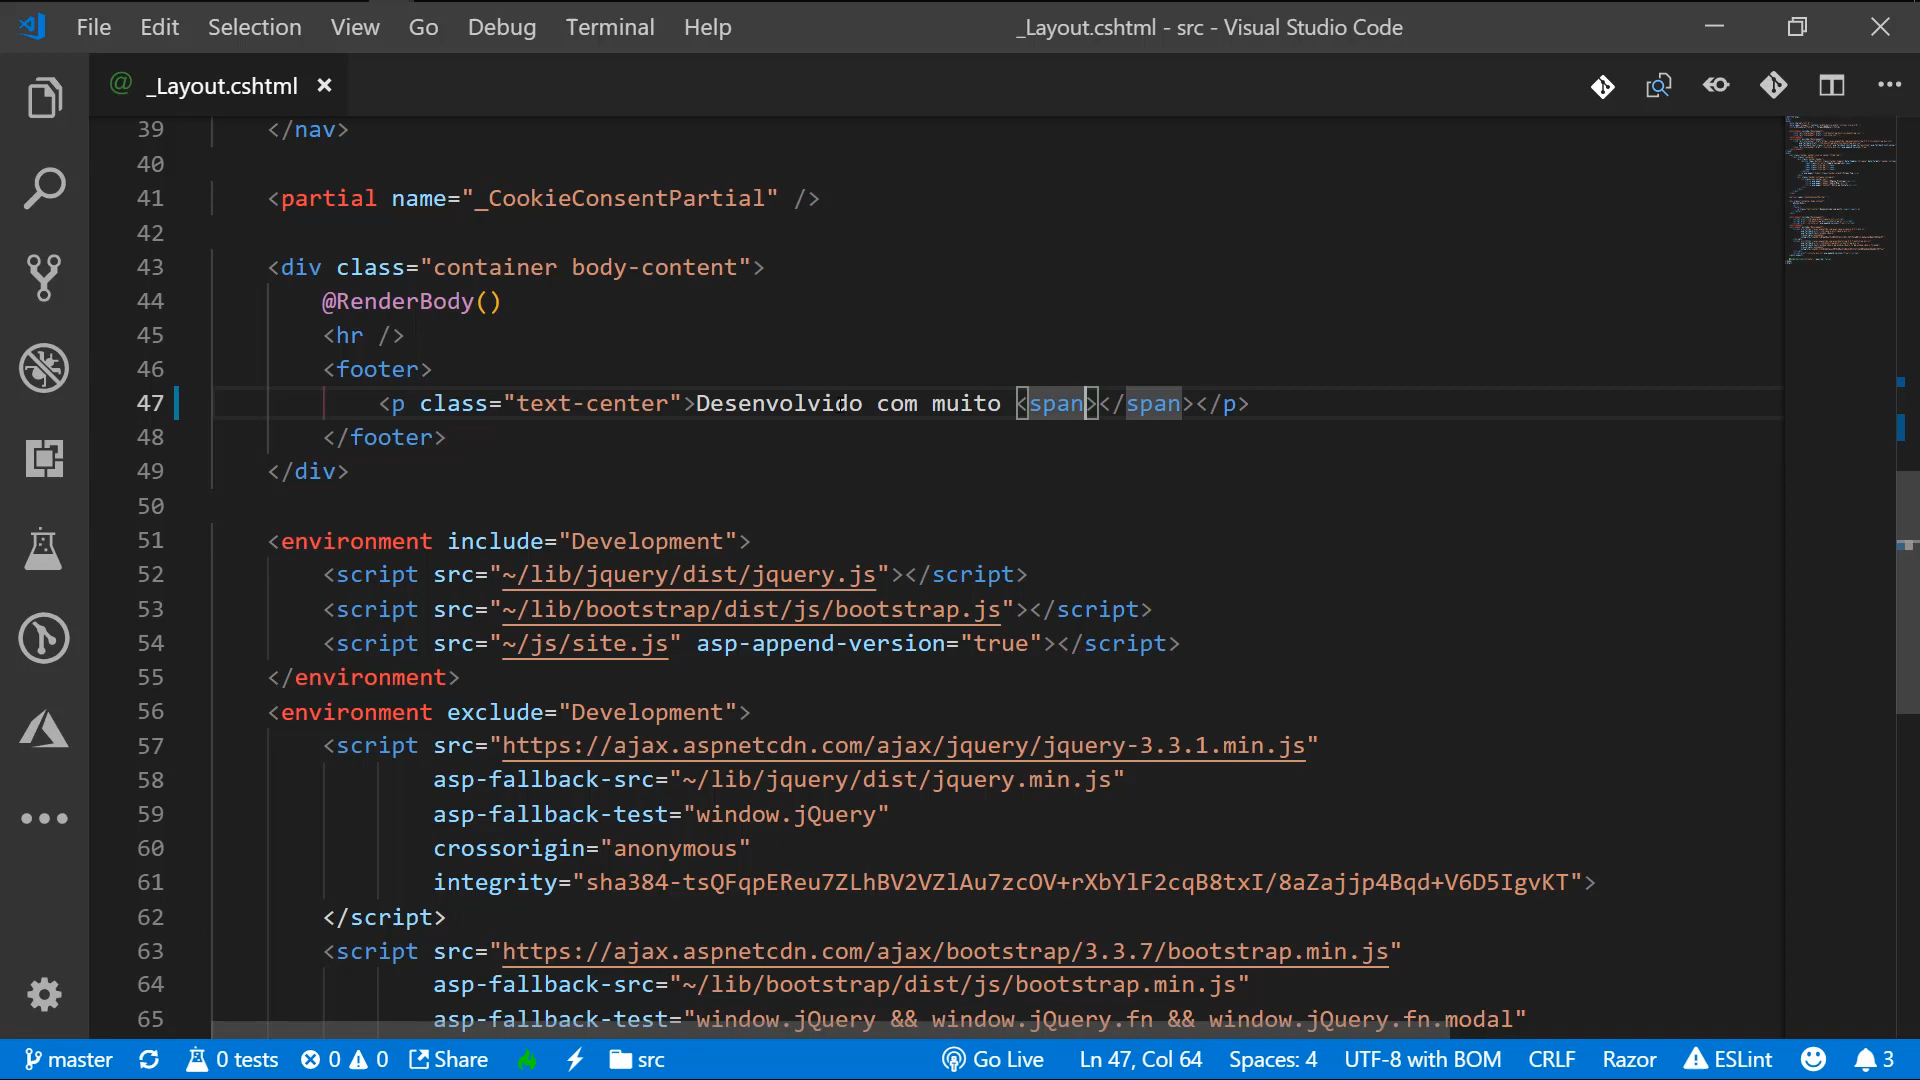 File Edit Selection View Go Debug Terminal Help _Layout.cshtml - src - Visual Studio Code
@ _Layout.cshtml
39 </nav>
40
41 <partial name="_CookieConsentPartial" />
42
43 <div class="container body-content">
44 @RenderBody()
45 <hr />
46 <footer>
47 <p class="text-center">Desenvolvido com muito <span></span></p>
48 </footer>
49 </div>
50
51 <environment include="Development">
52 <script src="~/lib/jquery/dist/jquery.js"></script>
53 <script src="~/lib/bootstrap/dist/js/bootstrap.js"></script>
54 <script src="~/js/site.js" asp-append-version="true"></script>
55 </environment>
56 <environment exclude="Development">
57 <script src="https://ajax.aspnetcdn.com/ajax/jquery/jquery-3.3.1.min.js"
58 asp-fallback-src="~/lib/jquery/dist/jquery.min.js"
59 asp-fallback-test="window.jQuery"
60 crossorigin="anonymous"
61 integrity="sha384-tsQFqpEReu7ZLhBV2VZlAu7zcOV+rXbYlF2cqB8txI/8aZajjp4Bqd+V6D5IgvKT">
62 </script>
63 <script src="https://ajax.aspnetcdn.com/ajax/bootstrap/3.3.7/bootstrap.min.js"
64 asp-fallback-src="~/lib/bootstrap/dist/js/bootstrap.min.js"
65 asp-fallback-test="window.jQuery && window.jQuery.fn && window.jQuery.fn.modal"
master 0 tests 0 0 Share src Go Live Ln 47, Col 64 Spaces: 4 UTF-8 with BOM CRLF Razor ESLint 3